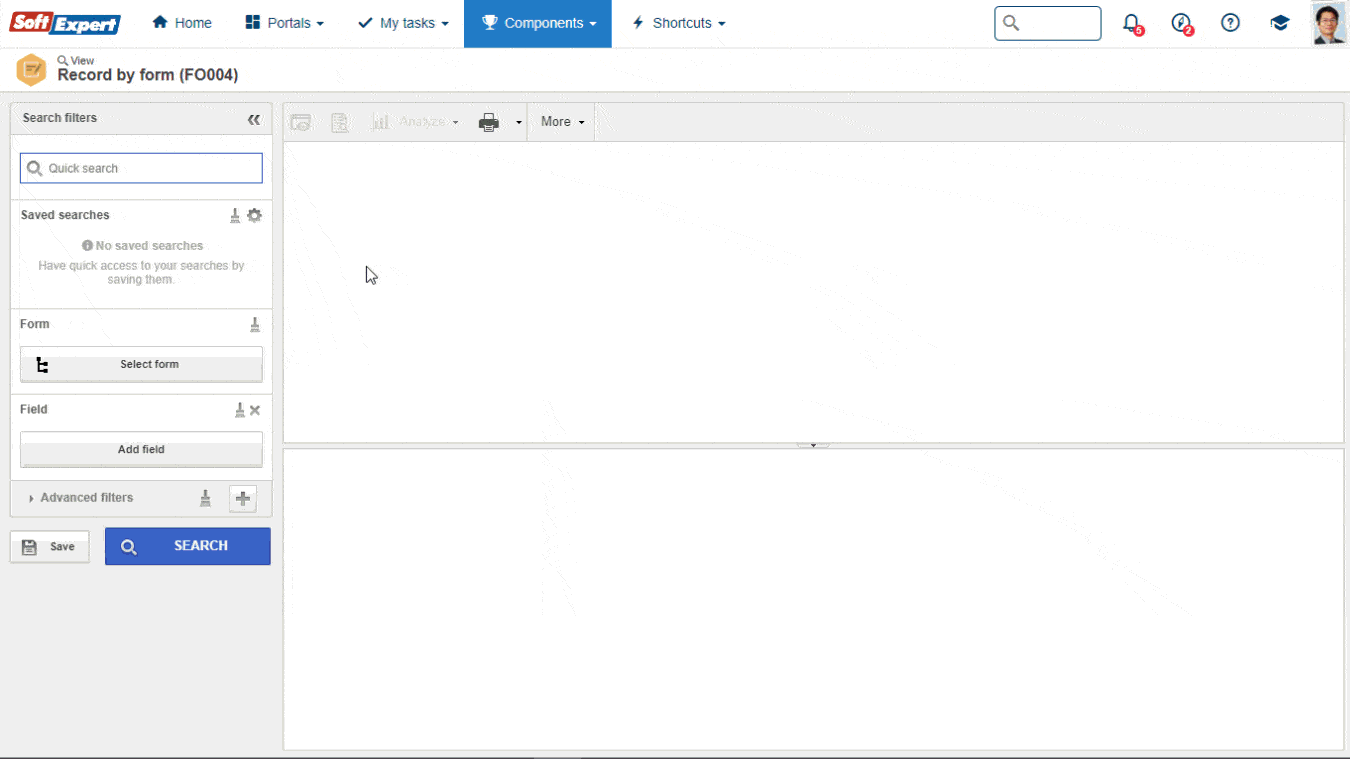 Soft Expert
Home
Portals
My tasks
Components
Shortcuts
5
2
View
Record by form (FO004)
Search filters
Analyze
More
Quick search
Saved searches
No saved searches
Have quick access to your searches by
saving them.
Form
Select form
Field
Add field
Advanced filters
Save
SEARCH